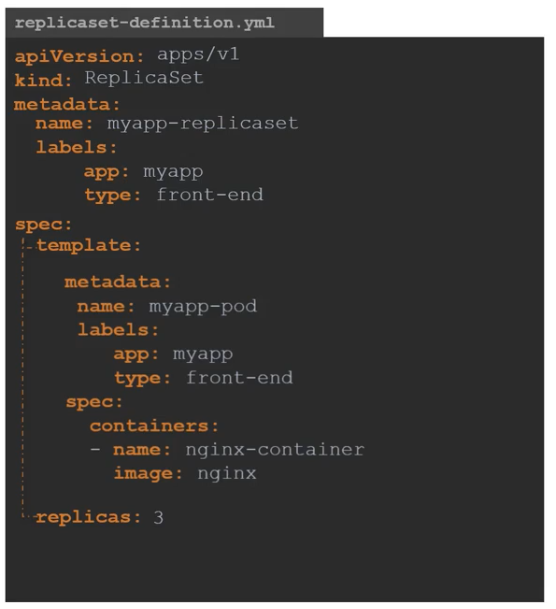 replicaset-definition.yml
apiVersion: apps/v1
kind: ReplicaSet
metadata:
  name: myapp-replicaset
  labels:
      app: myapp
      type: front-end
spec:
  template:
    metadata:
     name: myapp-pod
     labels:
        app: myapp
        type: front-end
    spec:
      containers:
      - name: nginx-container
        image: nginx
  replicas: 3